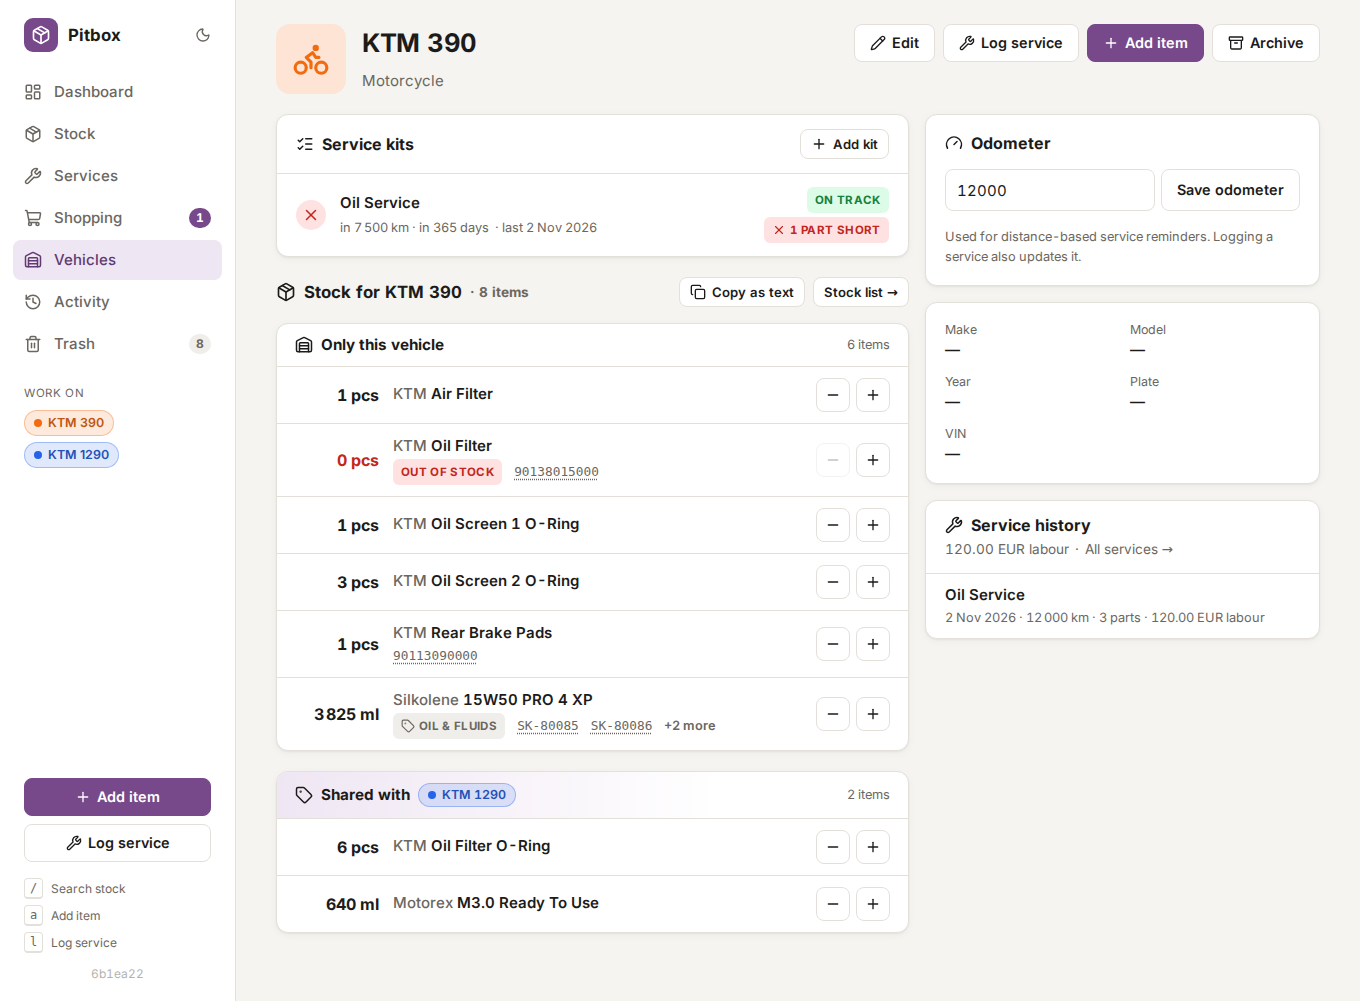 Pitbox
Dashboard
Stock
Services
Shopping 1
Vehicles
Activity
Trash 8
WORK ON
KTM 390
KTM 1290
+ Add item
Log service
/ Search stock
a Add item
l Log service
6b1ea22
KTM 390
Motorcycle
Edit
Log service
+ Add item
Archive
Service kits
+ Add kit
Oil Service
in 7 500 km · in 365 days · last 2 Nov 2026
ON TRACK
1 PART SHORT
Stock for KTM 390 · 8 items
Copy as text
Stock list →
Only this vehicle
6 items
1 pcs KTM Air Filter
0 pcs KTM Oil Filter
OUT OF STOCK 90138015000
1 pcs KTM Oil Screen 1 O-Ring
3 pcs KTM Oil Screen 2 O-Ring
1 pcs KTM Rear Brake Pads
90113090000
3 825 ml Silkolene 15W50 PRO 4 XP
OIL & FLUIDS SK-80085 SK-80086 +2 more
Shared with KTM 1290
2 items
6 pcs KTM Oil Filter O-Ring
640 ml Motorex M3.0 Ready To Use
Odometer
12000
Save odometer
Used for distance-based service reminders. Logging a
service also updates it.
Make Model
— —
Year Plate
— —
VIN
—
Service history
120.00 EUR labour · All services →
Oil Service
2 Nov 2026 · 12 000 km · 3 parts · 120.00 EUR labour